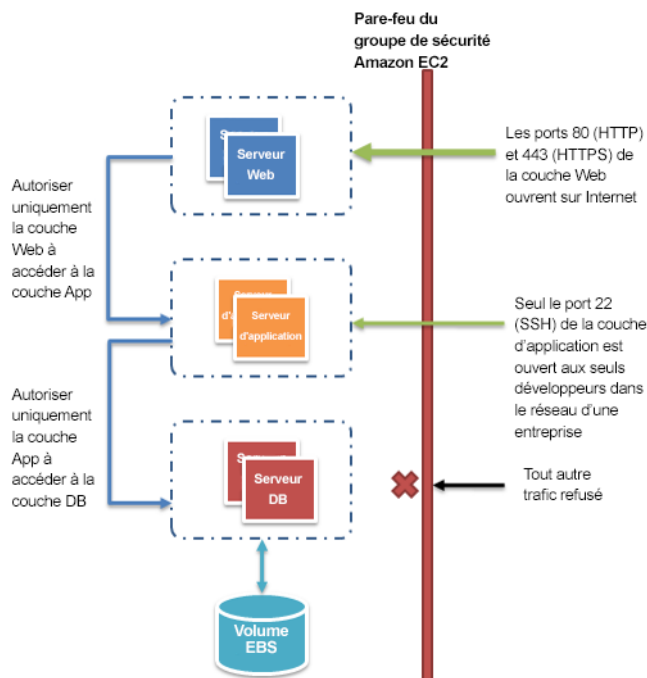 Pare-feu du
groupe de sécurité
Amazon EC2
Serveur
Web
Les ports 80 (HTTP)
et 443 (HTTPS) de
la couche Web
ouvrent sur Internet
Autoriser
uniquement
la couche
Web à
accéder à la
couche App
Serveur
d'application
Seul le port 22
(SSH) de la couche
d'application est
ouvert aux seuls
développeurs dans
le réseau d'une
entreprise
Autoriser
uniquement
la couche
App à
accéder à la
couche DB
Serveur
DB
Tout autre
trafic refusé
Volume
EBS